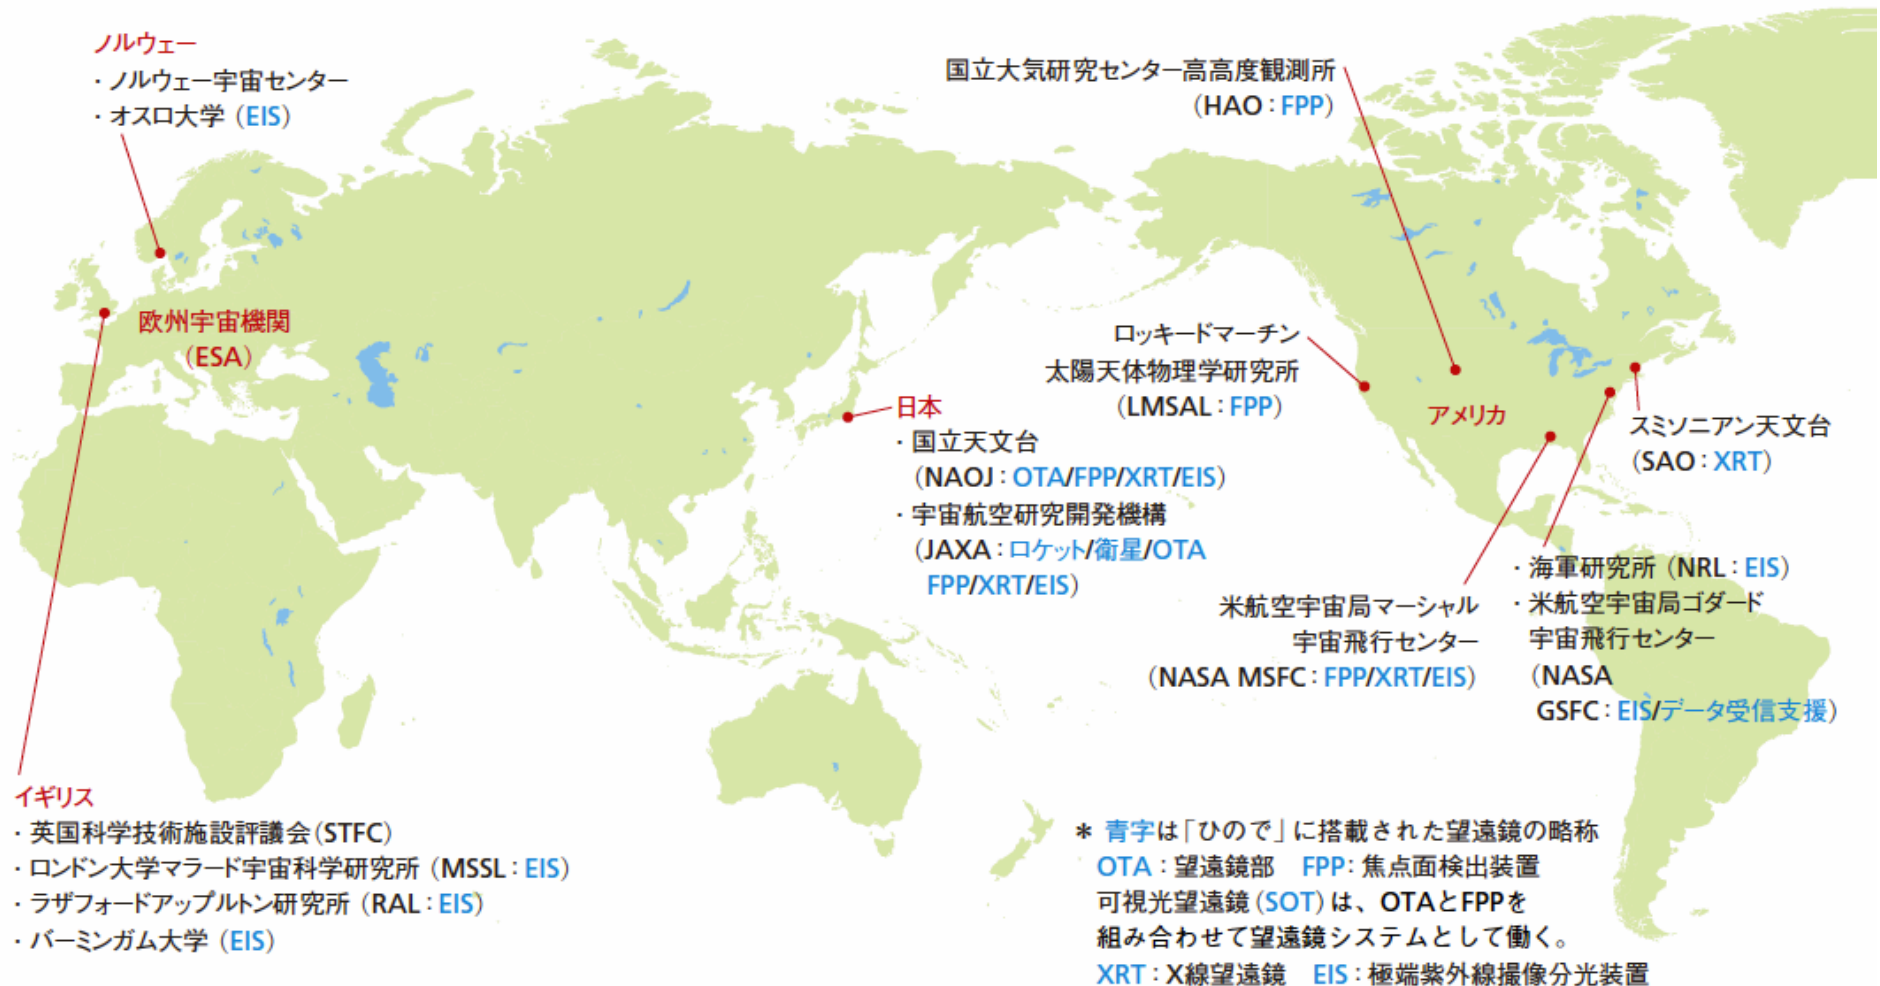 ノルウェー
・ノルウェー宇宙センター
・オスロ大学（EIS）
国立大気研究センター高高度観測所
（HAO：FPP）
欧州宇宙機関
（ESA）
ロッキードマーチン
太陽天体物理学研究所
（LMSAL：FPP）
アメリカ
スミソニアン天文台
（SAO：XRT）
日本
・国立天文台
（NAOJ：OTA/FPP/XRT/EIS）
・宇宙航空研究開発機構
（JAXA：ロケット/衛星/OTA
FPP/XRT/EIS）
米航空宇宙局マーシャル
宇宙飛行センター
（NASA MSFC：FPP/XRT/EIS）
・海軍研究所（NRL：EIS）
・米航空宇宙局ゴダード
宇宙飛行センター
（NASA
GSFC：EIS/データ受信支援）
イギリス
・英国科学技術施設評議会（STFC）
・ロンドン大学マラード宇宙科学研究所（MSSL：EIS）
・ラザフォードアップルトン研究所（RAL：EIS）
・バーミンガム大学（EIS）
＊ 青字は「ひので」に搭載された望遠鏡の略称
OTA：望遠鏡部　FPP：焦点面検出装置
可視光望遠鏡（SOT）は、OTAとFPPを
組み合わせて望遠鏡システムとして働く。
XRT：X線望遠鏡　EIS：極端紫外線撮像分光装置